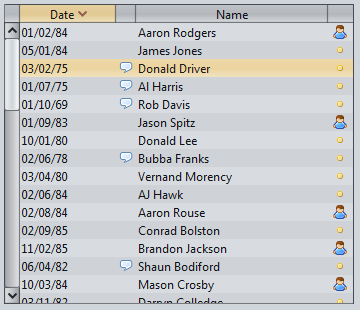 Date Name
01/02/84 Aaron Rodgers
05/01/84 James Jones
03/02/75 Donald Driver
01/07/75 Al Harris
01/10/69 Rob Davis
01/09/83 Jason Spitz
10/01/80 Donald Lee
02/06/78 Bubba Franks
03/04/80 Vernand Morency
02/06/84 AJ Hawk
02/08/84 Aaron Rouse
02/09/85 Conrad Bolston
11/02/85 Brandon Jackson
06/04/82 Shaun Bodiford
10/03/84 Mason Crosby
03/11/82 Darryn Colledge